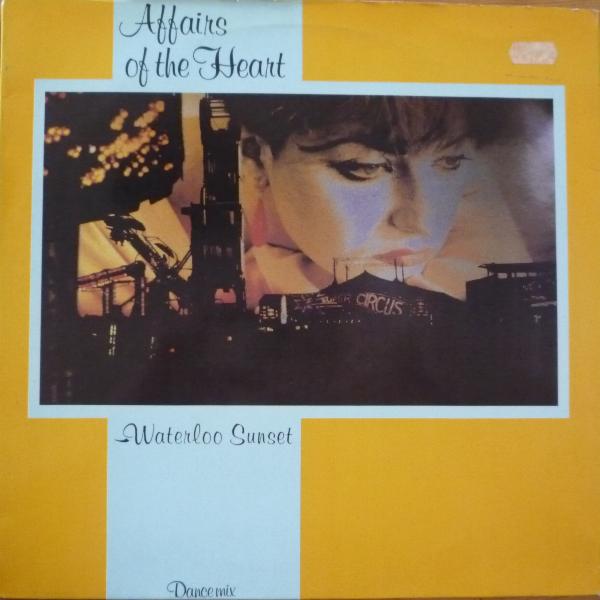 Affairs
of the Heart
CIRCUS
Waterloo Sunset
Dance mix